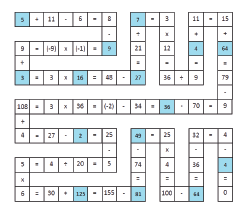 5 + 11 - 6 = 8 7 = 3 11 = 15
- ÷ x + +
9 = (-9) x (-1) = 9 21 12 4 64
+ = = = =
3 x 16 = 48 - 27 36 ÷ 9 79
-
108 = 3 x 36 = (-2) - 34 = 36 - 70 = 9
+
4 = 27 - 2 = 25 49 = 25 32 = 4
- - x - -
5 = 4 ÷ 20 = 5 74 4 36 4
x = = = =
6 = 30 + 125 = 155 - 81 100 - 64 0